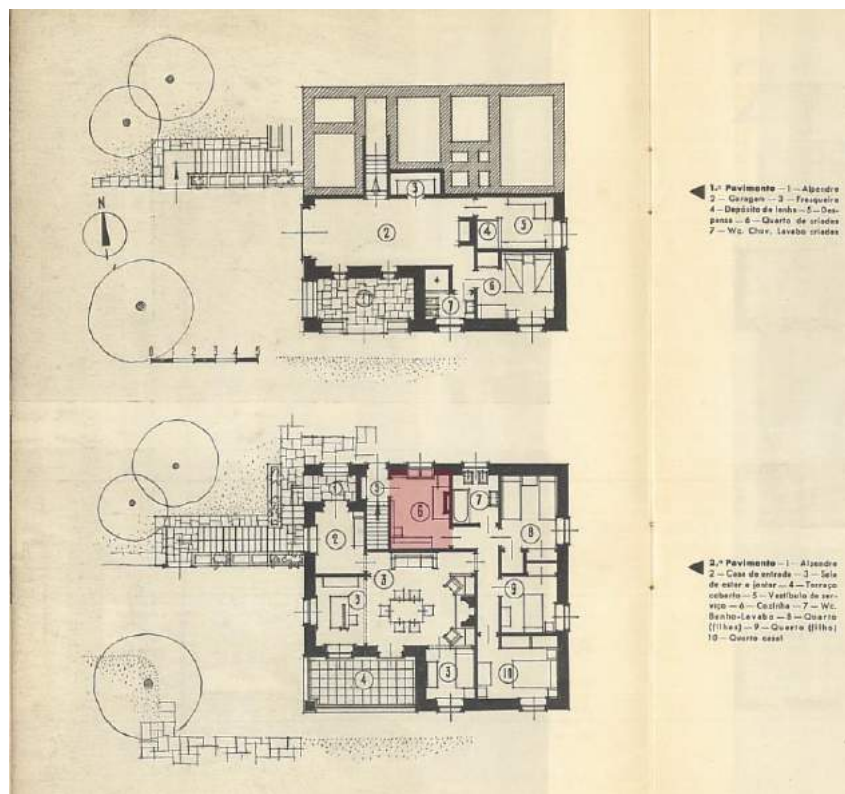 1.º Pavimento — 1 — Alpendre
2 — Garagem — 3 — Frasqueira
4 — Depósito de lenha — 5 — Des-
pensa — 6 — Quarto de criadas
7 — Wc. Chuv. Lavabo criadas
3
2
4
5
N
1
7
6
0 1 2 3 4 5
1
5
6
7
8
2
3
9
3
3
10
4
2.º Pavimento — 1 — Alpendre
2 — Casa de entrada — 3 — Sala
de estar e jantar — 4 — Terraço
coberto — 5 — Vestíbulo de ser-
viço — 6 — Cozinha — 7 — Wc.
Banho-Lavabo — 8 — Quarto
(filhas) — 9 — Quarto (filho)
10 — Quarto casal